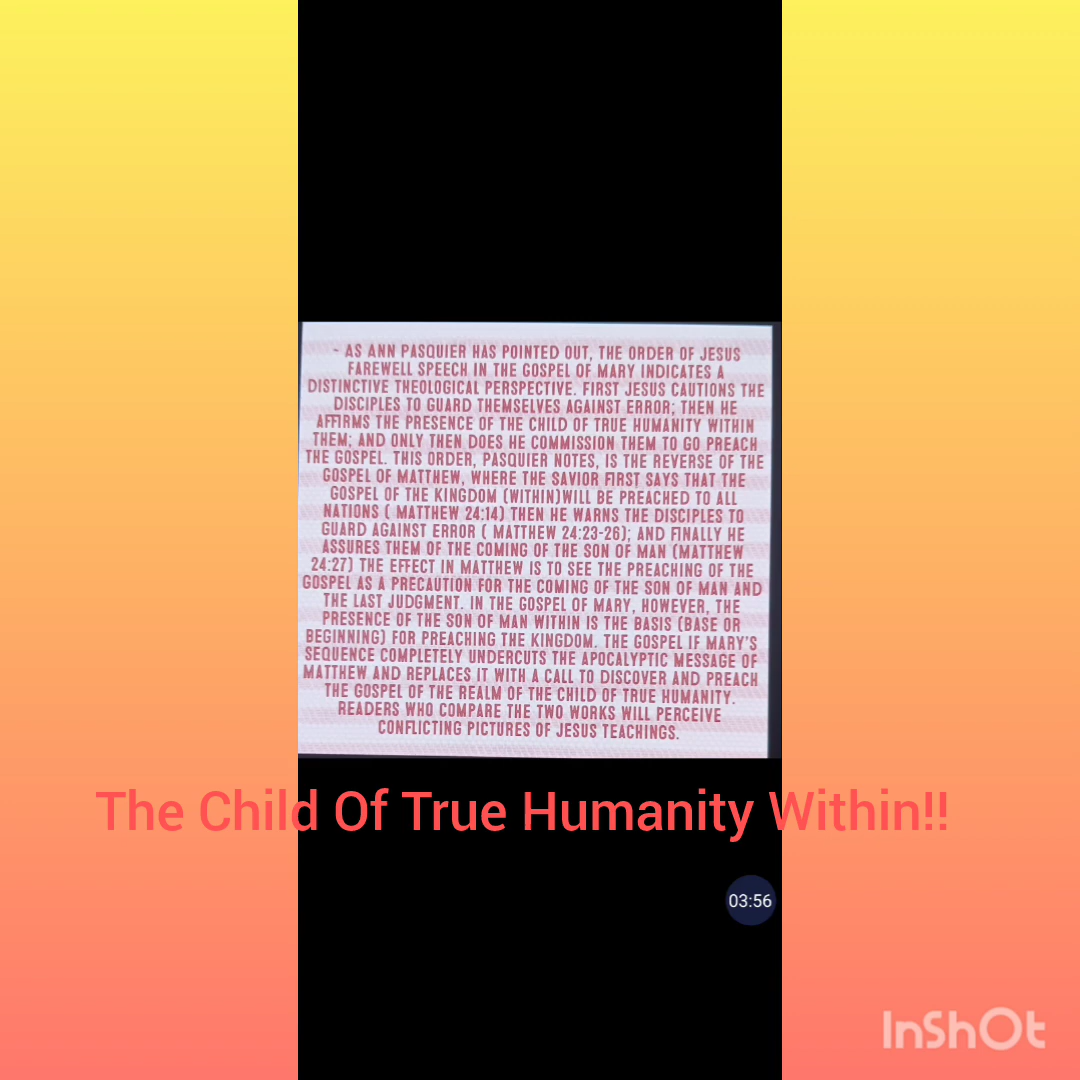 - AS ANN PASQUIER HAS POINTED OUT, THE ORDER OF JESUS
FAREWELL SPEECH IN THE GOSPEL OF MARY INDICATES A
DISTINCTIVE THEOLOGICAL PERSPECTIVE. FIRST JESUS CAUTIONS THE
DISCIPLES TO GUARD THEMSELVES AGAINST ERROR; THEN HE
AFFIRMS THE PRESENCE OF THE CHILD OF TRUE HUMANITY WITHIN
THEM; AND ONLY THEN DOES HE COMMISSION THEM TO GO PREACH
THE GOSPEL. THIS ORDER, PASQUIER NOTES, IS THE REVERSE OF THE
GOSPEL OF MATTHEW, WHERE THE SAVIOR FIRST SAYS THAT THE
GOSPEL OF THE KINGDOM (WITHIN)WILL BE PREACHED TO ALL
NATIONS ( MATTHEW 24:14) THEN HE WARNS THE DISCIPLES TO
GUARD AGAINST ERROR ( MATTHEW 24:23-26); AND FINALLY HE
ASSURES THEM OF THE COMING OF THE SON OF MAN (MATTHEW
24:27) THE EFFECT IN MATTHEW IS TO SEE THE PREACHING OF THE
GOSPEL AS A PRECAUTION FOR THE COMING OF THE SON OF MAN AND
THE LAST JUDGMENT. IN THE GOSPEL OF MARY, HOWEVER, THE
PRESENCE OF THE SON OF MAN WITHIN IS THE BASIS (BASE OR
BEGINNING) FOR PREACHING THE KINGDOM. THE GOSPEL IF MARY'S
SEQUENCE COMPLETELY UNDERCUTS THE APOCALYPTIC MESSAGE OF
MATTHEW AND REPLACES IT WITH A CALL TO DISCOVER AND PREACH
THE GOSPEL OF THE REALM OF THE CHILD OF TRUE HUMANITY.
READERS WHO COMPARE THE TWO WORKS WILL PERCEIVE
CONFLICTING PICTURES OF JESUS TEACHINGS.
The Child Of True Humanity Within!!
03:56
InShOt